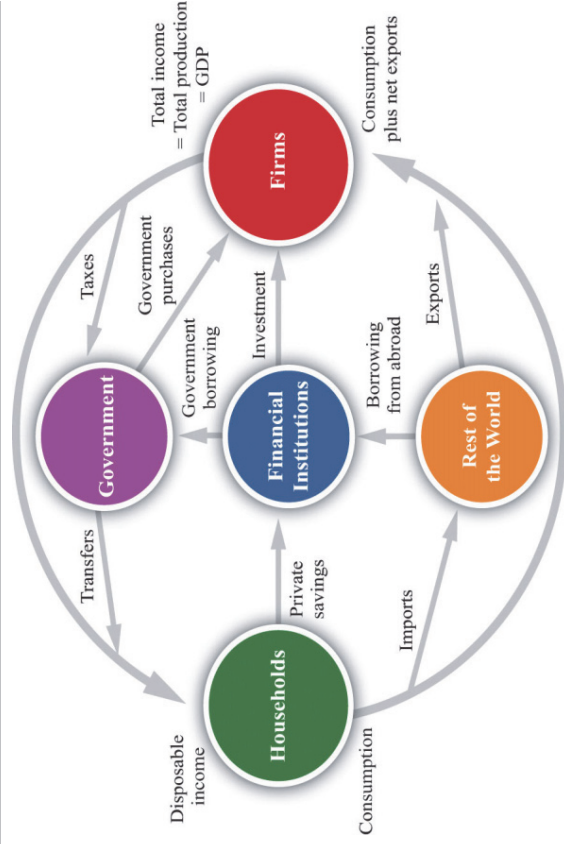 Total income
= Total production
= GDP
Firms
Consumption
plus net exports
Taxes
Government
purchases
Investment
Exports
Government
Government
borrowing
Financial
Institutions
Borrowing
from abroad
Rest of
the World
Transfers
Private
savings
Imports
Disposable
income
Households
Consumption